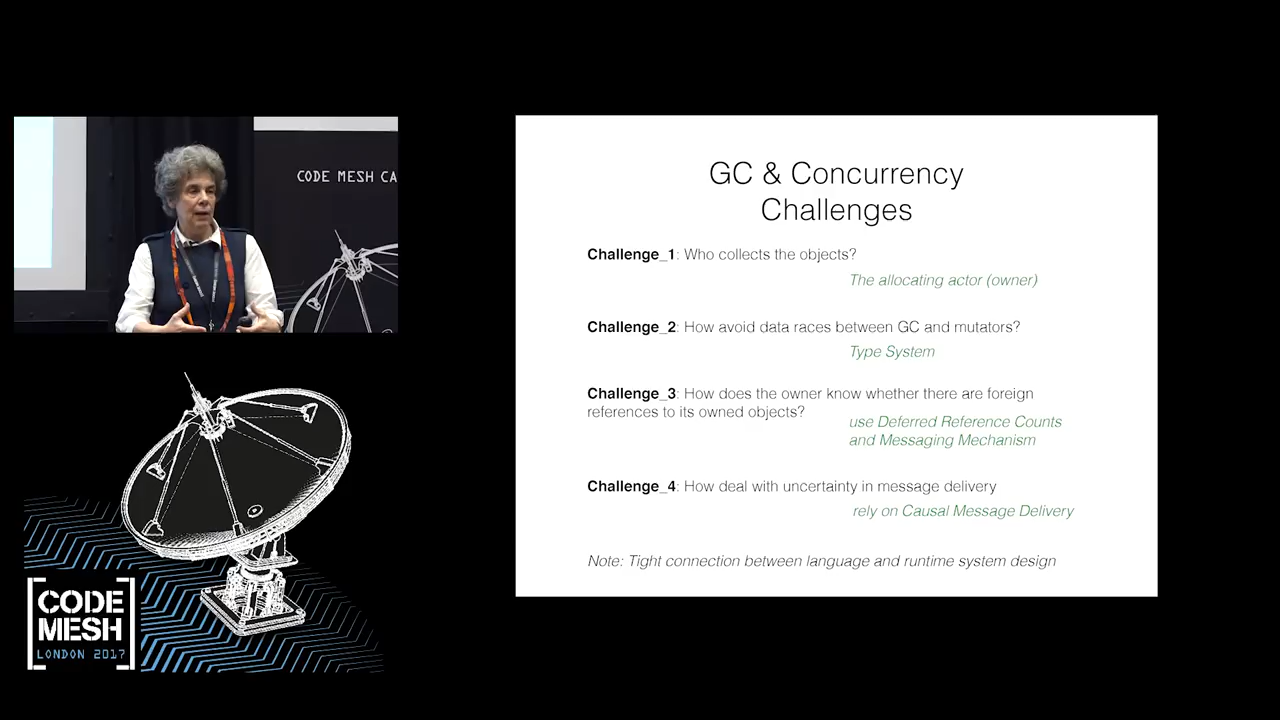 CODE MESH CA
GC & Concurrency
Challenges
Challenge_1: Who collects the objects?
The allocating actor (owner)
Challenge_2: How avoid data races between GC and mutators?
Type System
Challenge_3: How does the owner know whether there are foreign
references to its owned objects?
use Deferred Reference Counts
and Messaging Mechanism
Challenge_4: How deal with uncertainty in message delivery
rely on Causal Message Delivery
Note: Tight connection between language and runtime system design
CODE
MESH
LONDON 2017